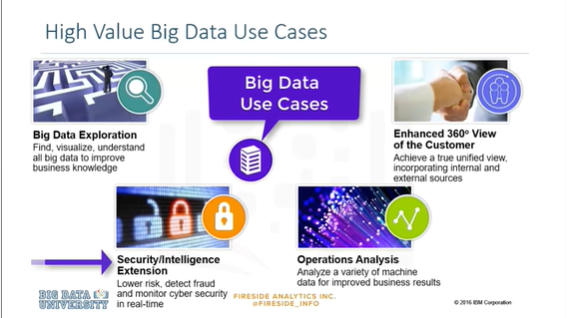 High Value Big Data Use Cases
Big Data
Use Cases
Big Data Exploration
Find, visualize, understand
all big data to improve
business knowledge
Enhanced 360º View
of the Customer
Achieve a true unified view,
incorporating internal and
external sources
Security/Intelligence
Extension
Lower risk, detect fraud
and monitor cyber security
in real-time
Operations Analysis
Analyze a variety of machine
data for improved business results
BIG DATA
UNIVERSITY
FIRESIDE ANALYTICS INC.
@FIRESIDE_INFO
© 2016 IBM Corporation